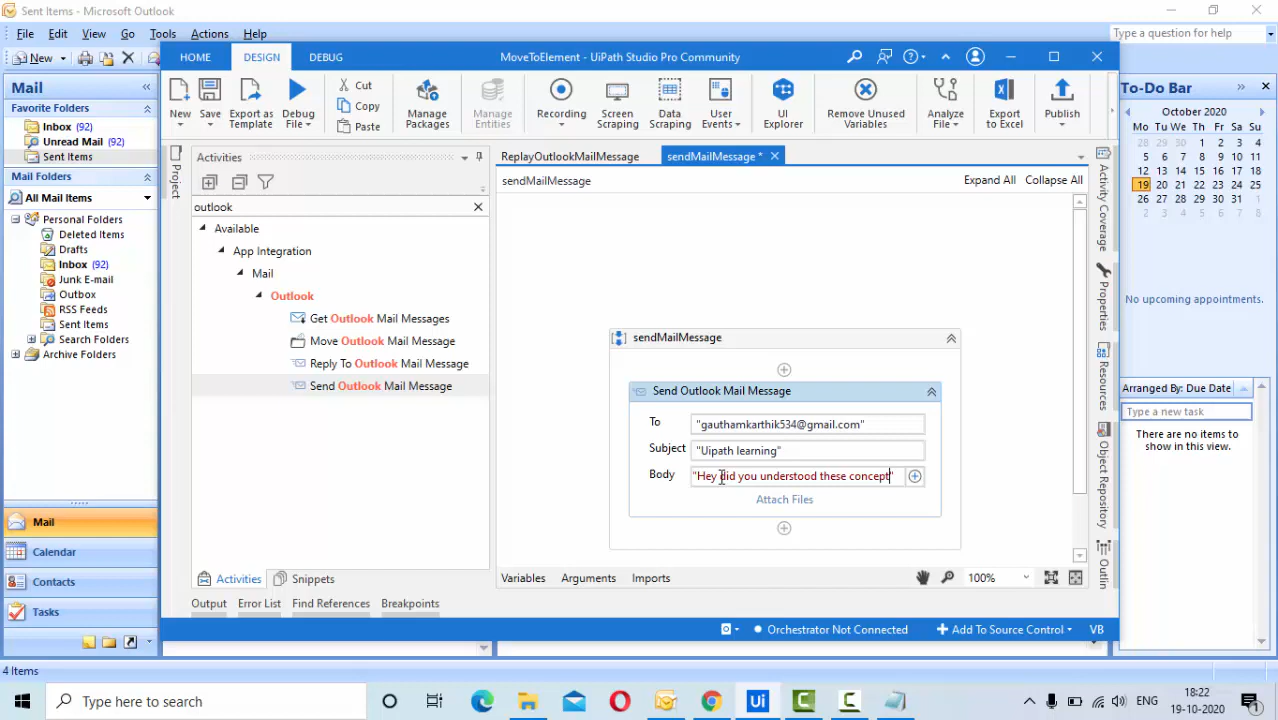 Sent Items - Microsoft Outlook
File Edit View Go Tools Actions Help
Type a question for help
New
Mail
Favorite Folders
Inbox (92)
Unread Mail (92)
Sent Items
Mail Folders
All Mail Items
Personal Folders
Deleted Items
Drafts
Inbox (92)
Junk E-mail
Outbox
RSS Feeds
Sent Items
Search Folders
Archive Folders
Mail
Calendar
Contacts
Tasks
4 Items
HOME DESIGN DEBUG
MoveToElement - UiPath Studio Pro Community
New
Save
Export as Template
Debug File
Cut
Copy
Paste
Manage Packages
Manage Entities
Recording
Screen Scraping
Data Scraping
User Events
UI Explorer
Remove Unused Variables
Analyze File
Export to Excel
Publish
Project
Activities
outlook
Available
App Integration
Mail
Outlook
Get Outlook Mail Messages
Move Outlook Mail Message
Reply To Outlook Mail Message
Send Outlook Mail Message
Activities Snippets
Output Error List Find References Breakpoints
ReplayOutlookMailMessage sendMailMessage *
sendMailMessage
Expand All Collapse All
sendMailMessage
Send Outlook Mail Message
To "gauthamkarthik534@gmail.com"
Subject "Uipath learning"
Body "Hey did you understood these concept"
Attach Files
Variables Arguments Imports
100%
Orchestrator Not Connected
Add To Source Control
VB
Activity Coverage
Properties
Resources
Object Repository
Outlin
To-Do Bar
October 2020
Mo Tu We Th Fr Sa Su
1 2 3 4
5 6 7 8 9 10 11
12 13 14 15 16 17 18
19 20 21 22 23 24 25
26 27 28 29 30 31 1
2 3 4 5 6 7 8
No upcoming appointments.
Arranged By: Due Date
Type a new task
There are no items to
show in this view.
Type here to search
Ui
ENG
18:22
19-10-2020
1